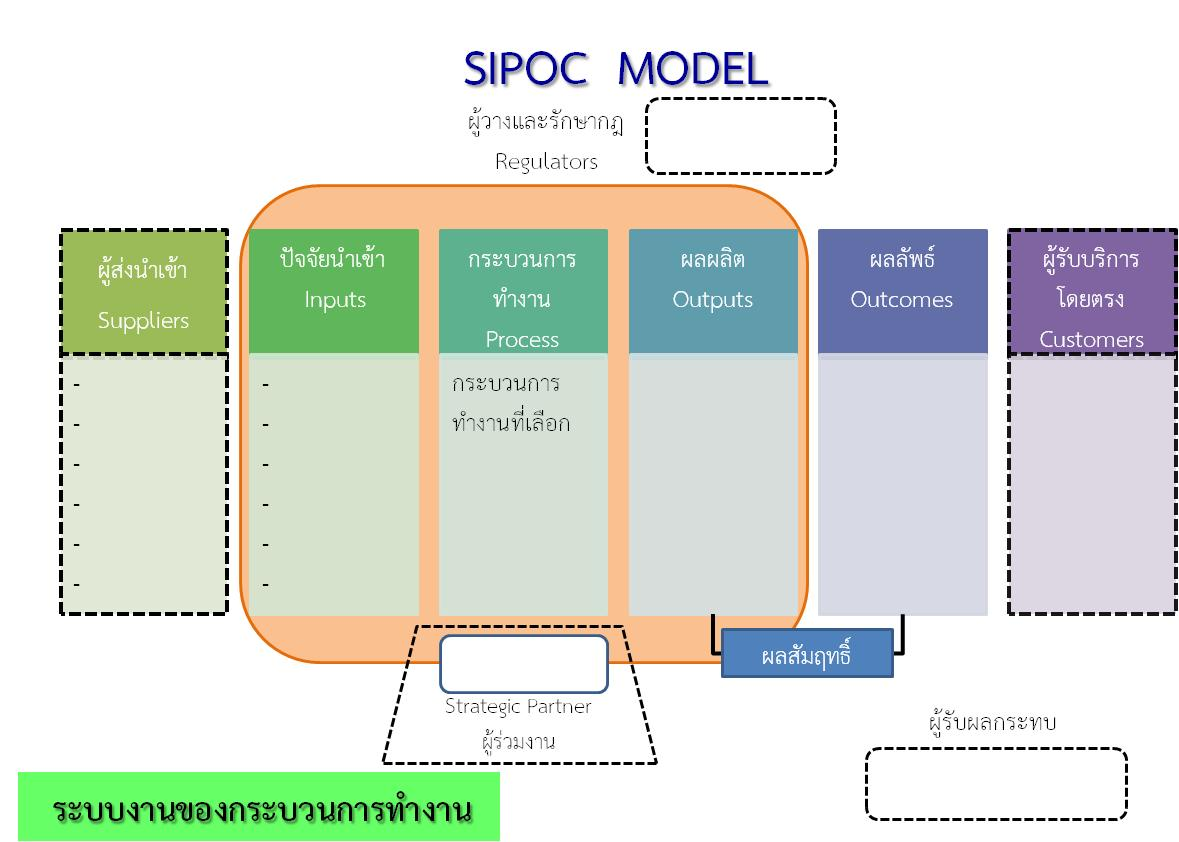 SIPOC MODEL
ผู้วางและรักษากฎ
Regulators
ผู้ส่งนำเข้า
Suppliers
ปัจจัยนำเข้า
Inputs
กระบวนการ
ทำงาน
Process
ผลผลิต
Outputs
ผลลัพธ์
Outcomes
ผู้รับบริการ
โดยตรง
Customers
-
-
-
-
-
-
-
-
-
-
-
-
กระบวนการ
ทำงานที่เลือก
ผลสัมฤทธิ์
Strategic Partner
ผู้ร่วมงาน
ผู้รับผลกระทบ
ระบบงานของกระบวนการทำงาน